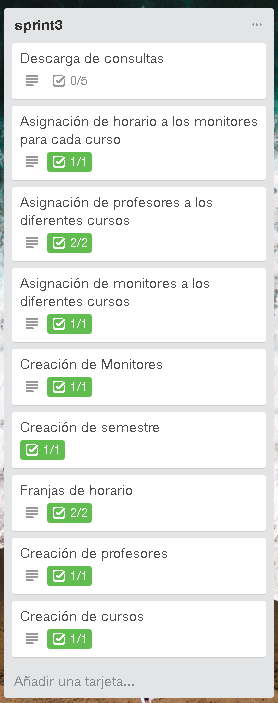 sprint3
Descarga de consultas
0/5
Asignación de horario a los monitores
para cada curso
1/1
Asignación de profesores a los
diferentes cursos
2/2
Asignación de monitores a los
diferentes cursos
1/1
Creación de Monitores
1/1
Creación de semestre
1/1
Franjas de horario
2/2
Creación de profesores
1/1
Creación de cursos
1/1
Añadir una tarjeta...